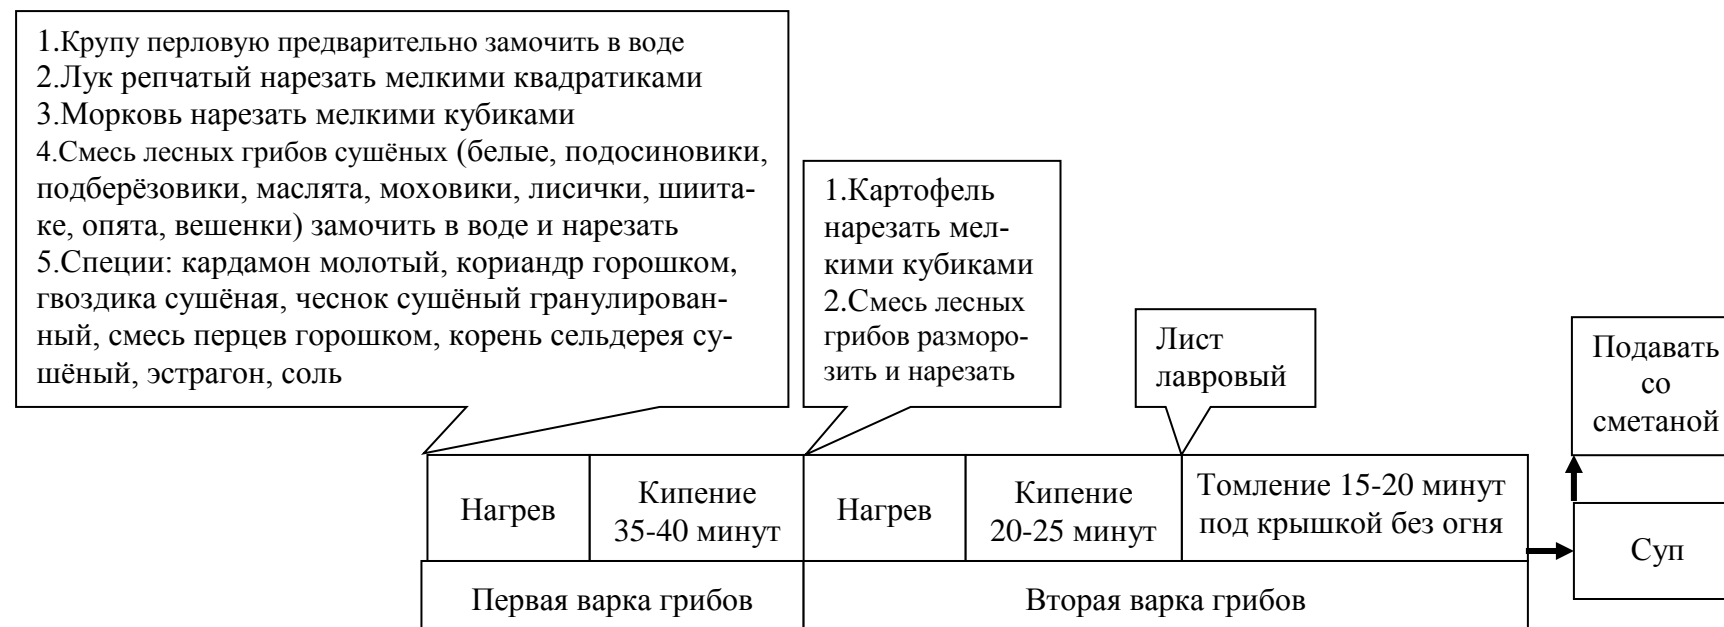 1.Крупу перловую предварительно замочить в воде
2.Лук репчатый нарезать мелкими квадратиками
3.Морковь нарезать мелкими кубиками
4.Смесь лесных грибов сушёных (белые, подосиновики,
подберёзовики, маслята, моховики, лисички, шиита-
ке, опята, вешенки) замочить в воде и нарезать
5.Специи: кардамон молотый, кориандр горошком,
гвоздика сушёная, чеснок сушёный гранулирован-
ный, смесь перцев горошком, корень сельдерея су-
шёный, эстрагон, соль
1.Картофель
нарезать мел-
кими кубиками
2.Смесь лесных
грибов разморо-
зить и нарезать
Лист
лавровый
Подавать
со
сметаной
Нагрев
Кипение
35-40 минут
Нагрев
Кипение
20-25 минут
Томление 15-20 минут
под крышкой без огня
Суп
Первая варка грибов
Вторая варка грибов